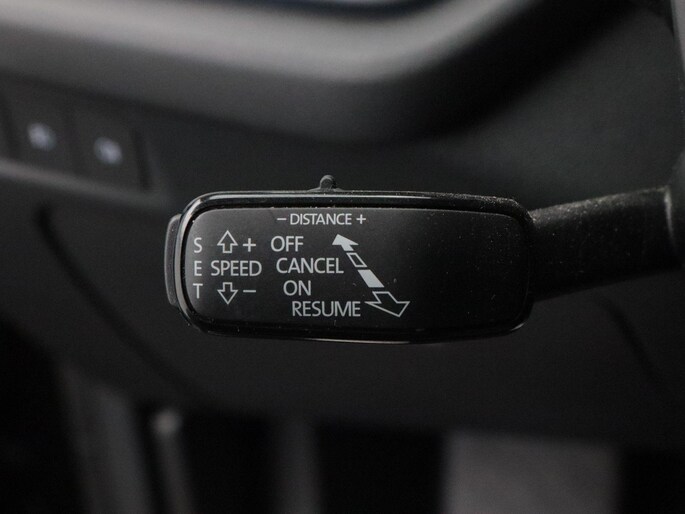 − DISTANCE +
S + OFF
E SPEED CANCEL
T − ON
RESUME